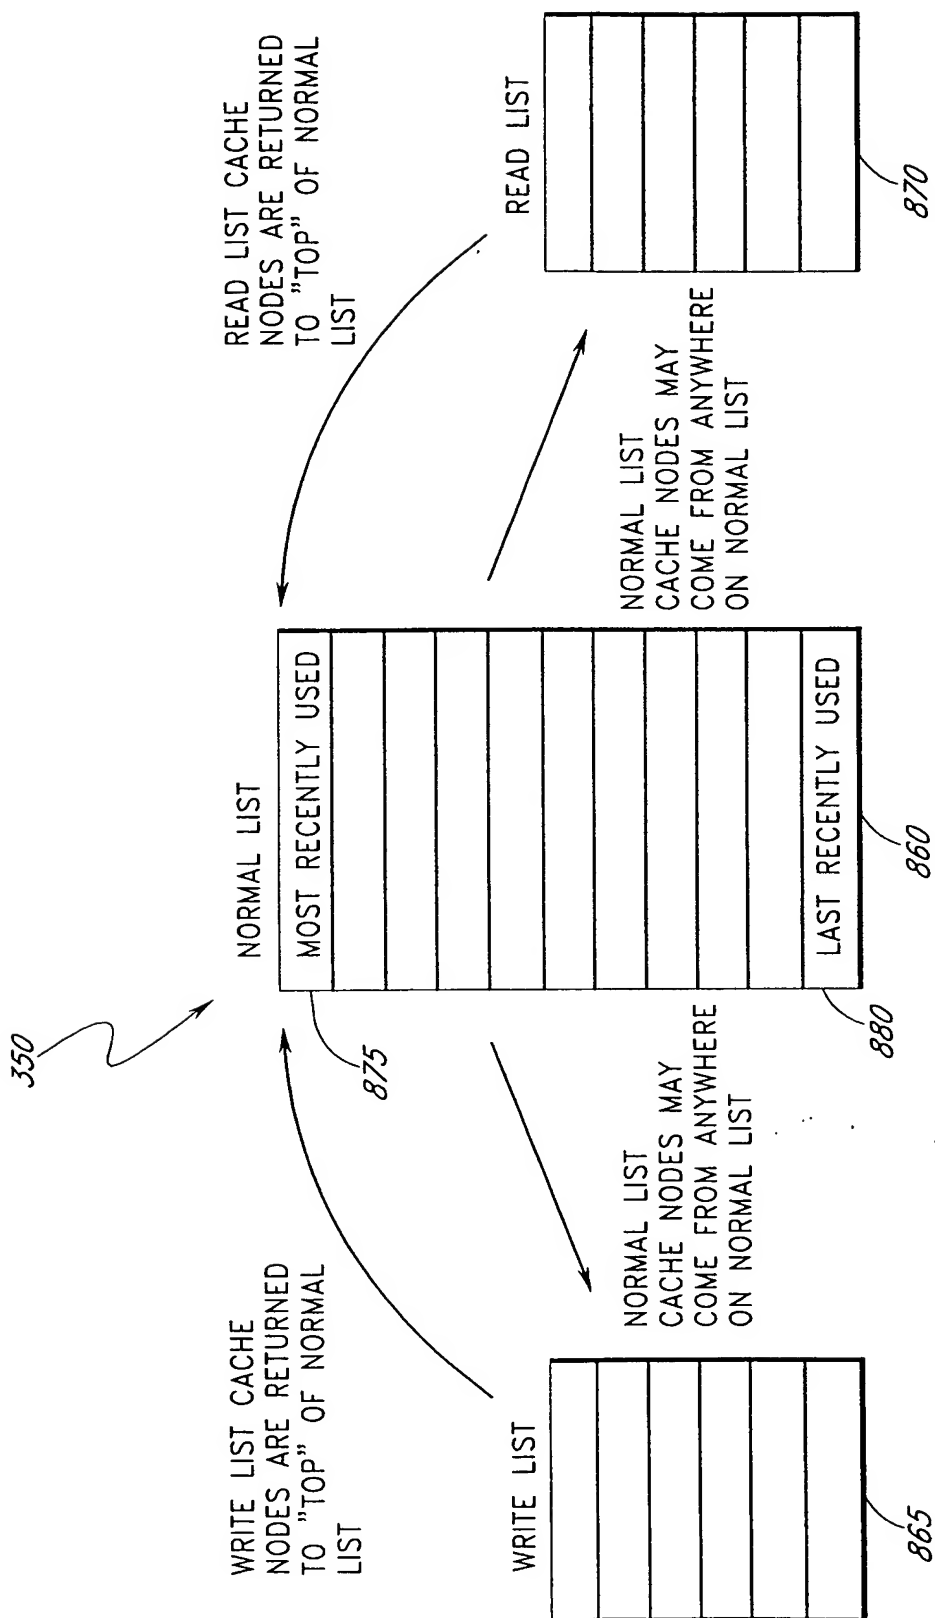 350
WRITE LIST CACHE
NODES ARE RETURNED
TO "TOP" OF NORMAL
LIST
READ LIST CACHE
NODES ARE RETURNED
TO "TOP" OF NORMAL
LIST
NORMAL LIST
MOST RECENTLY USED
875
WRITE LIST
READ LIST
NORMAL LIST
CACHE NODES MAY
COME FROM ANYWHERE
ON NORMAL LIST
NORMAL LIST
CACHE NODES MAY
COME FROM ANYWHERE
ON NORMAL LIST
LAST RECENTLY USED
880
865
860
870